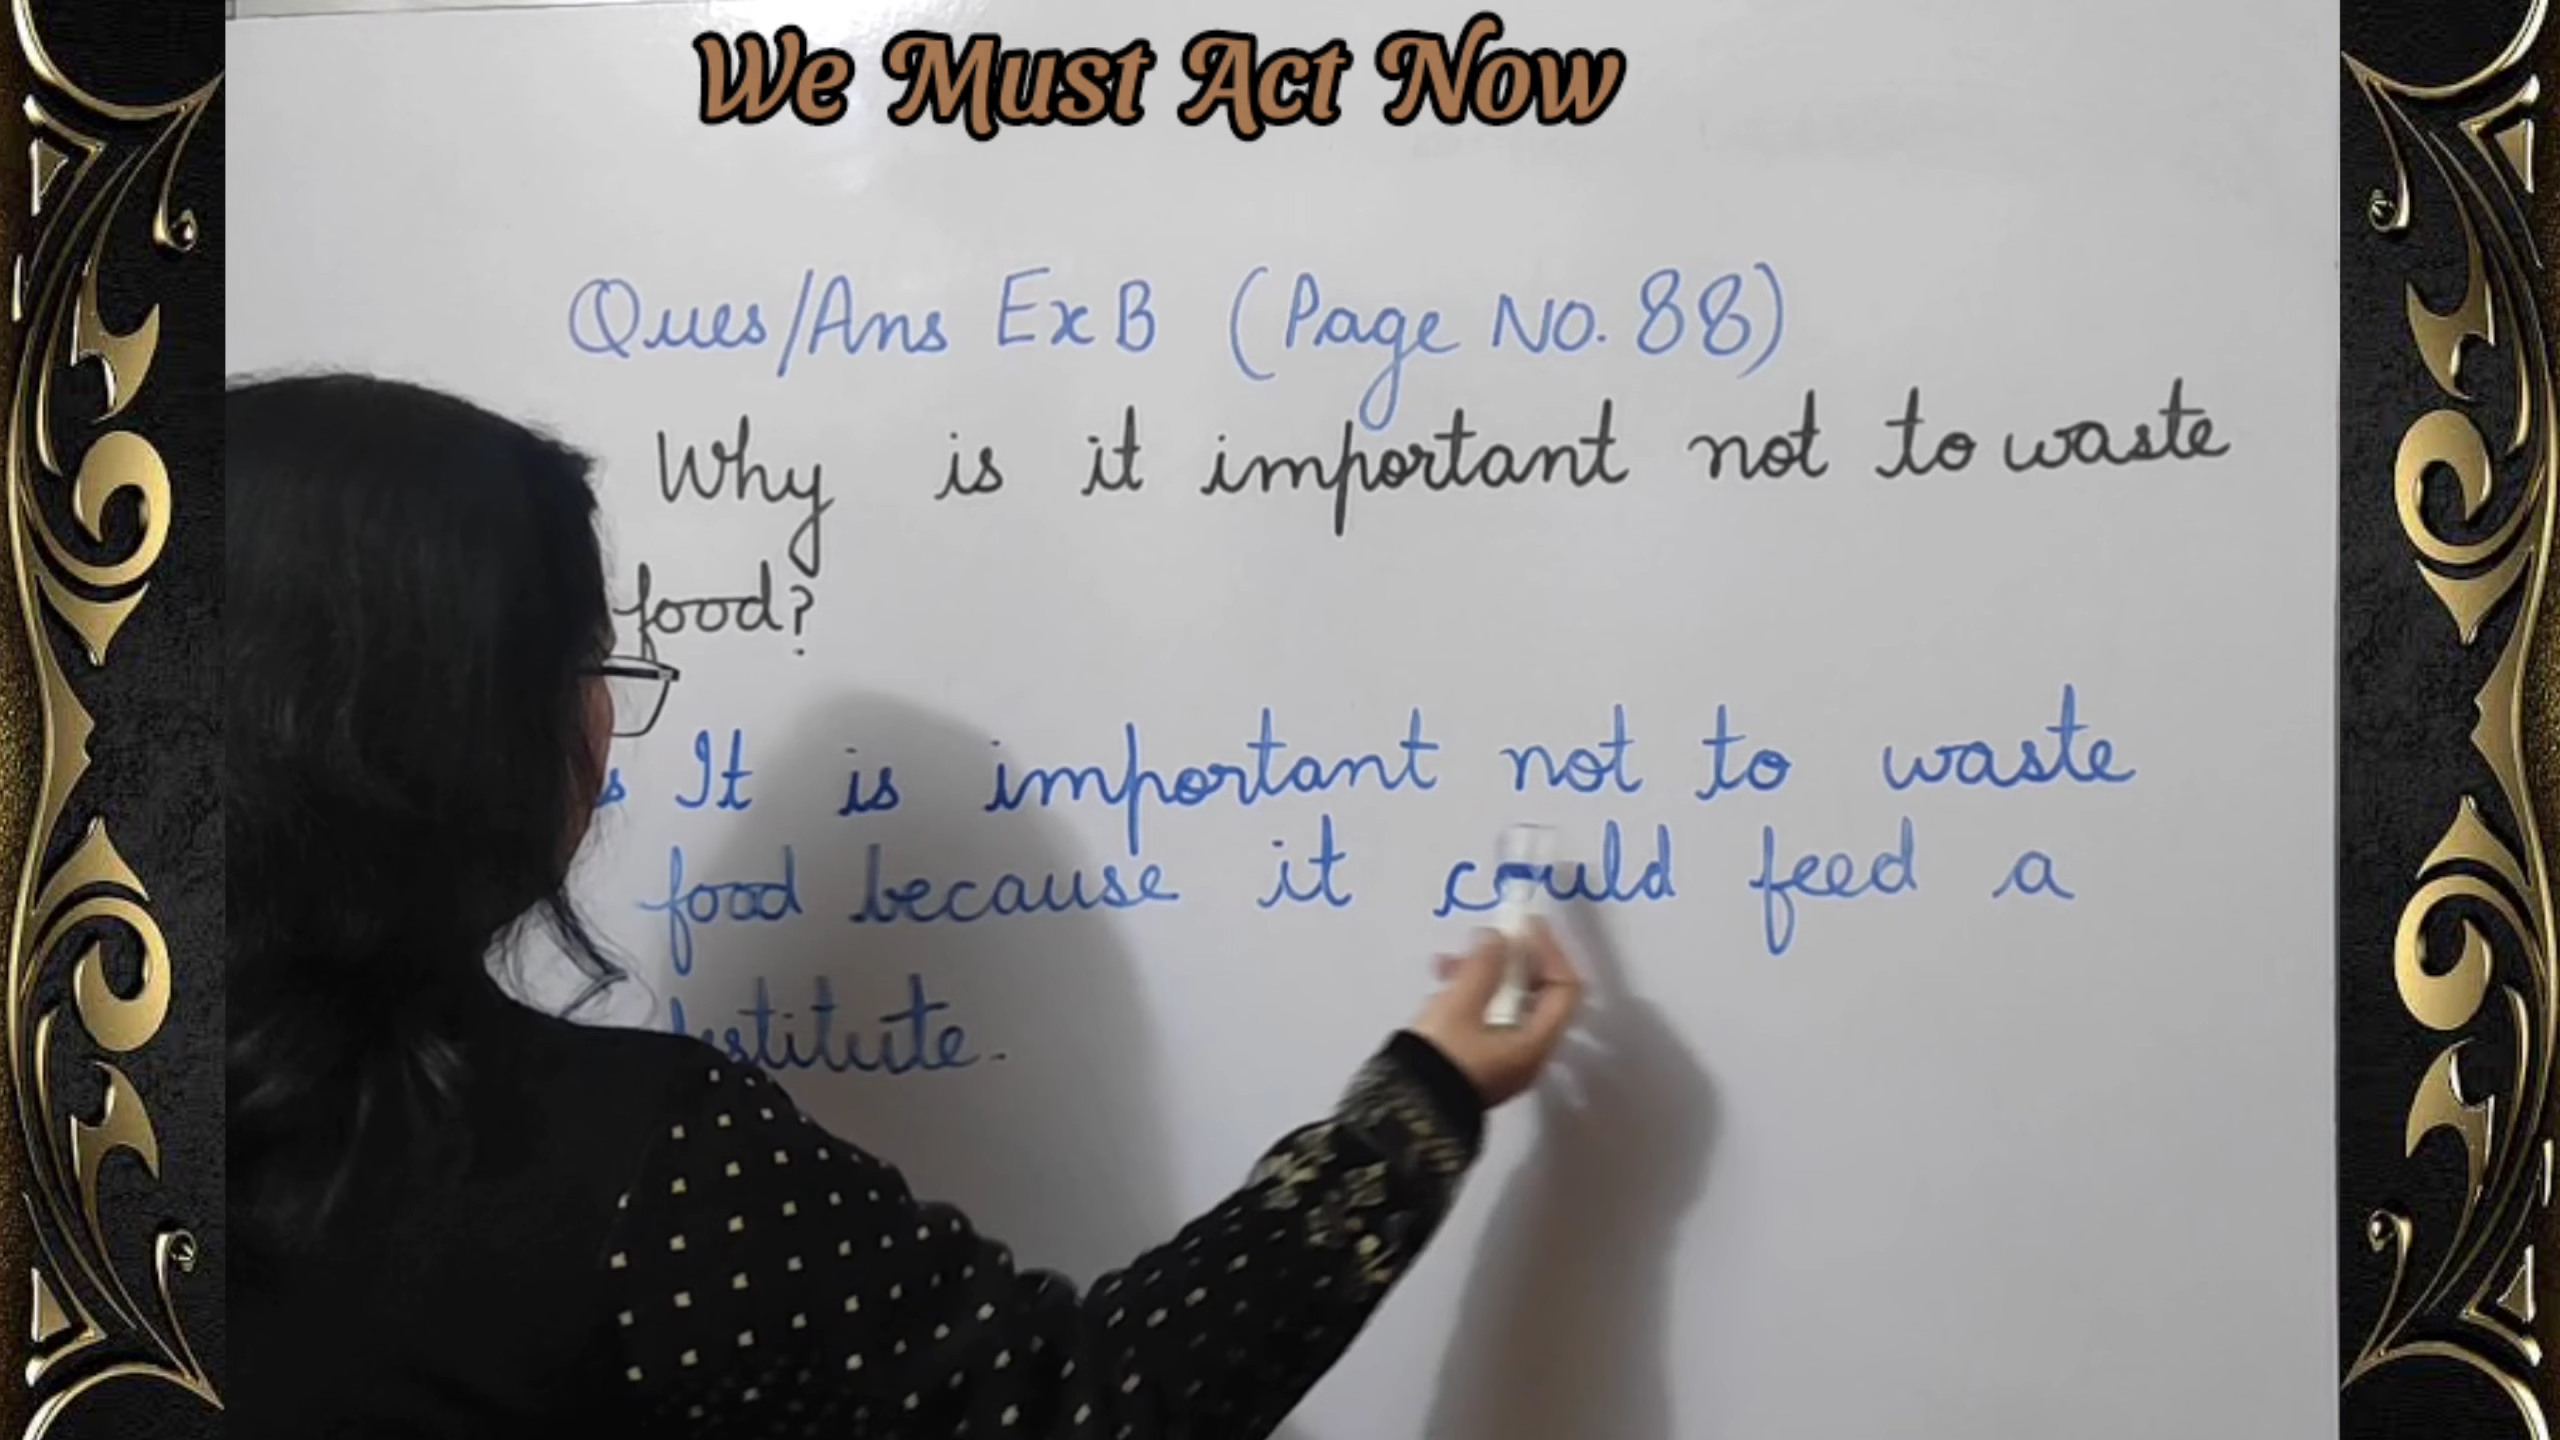 We Must Act Now
Ques/Ans Ex B (Page No. 88)
Why is it important not to waste
food?
It is important not to waste
food because it could feed a
destitute.